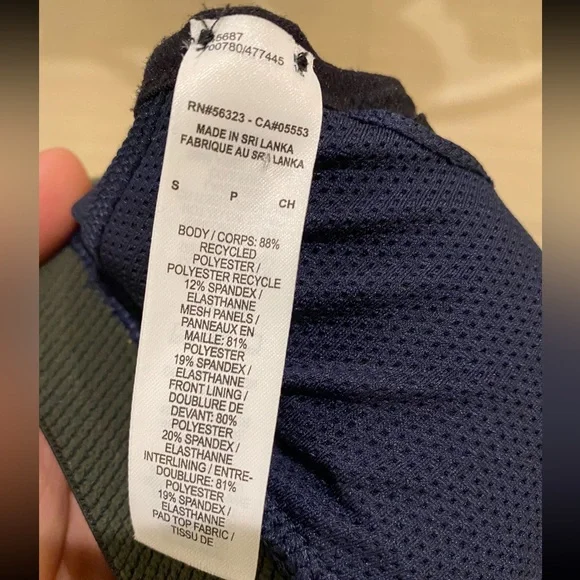 5687
00780/477445
RN#56323 - CA#05553
MADE IN SRI LANKA
FABRIQUE AU SRI LANKA
S P CH
BODY / CORPS: 88%
RECYCLED
POLYESTER /
POLYESTER RECYCLE
12% SPANDEX /
ELASTHANNE
MESH PANELS /
PANNEAUX EN
MAILLE: 81%
POLYESTER
19% SPANDEX /
ELASTHANNE
FRONT LINING /
DOUBLURE DE
DEVANT: 80%
POLYESTER
20% SPANDEX /
ELASTHANNE
INTERLINING / ENTRE-
DOUBLURE: 81%
POLYESTER
19% SPANDEX /
ELASTHANNE
PAD TOP FABRIC /
TISSU DE